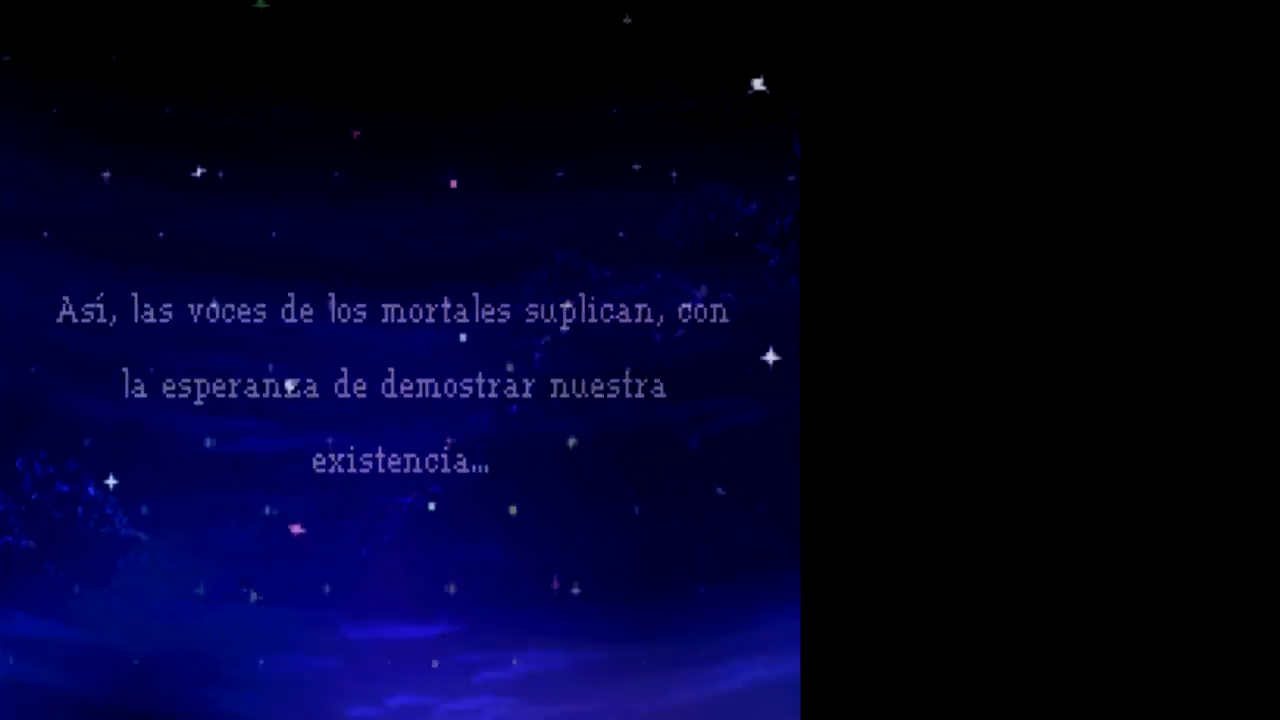 Así, las voces de los mortales suplican, con
la esperanza de demostrar nuestra
existencia...